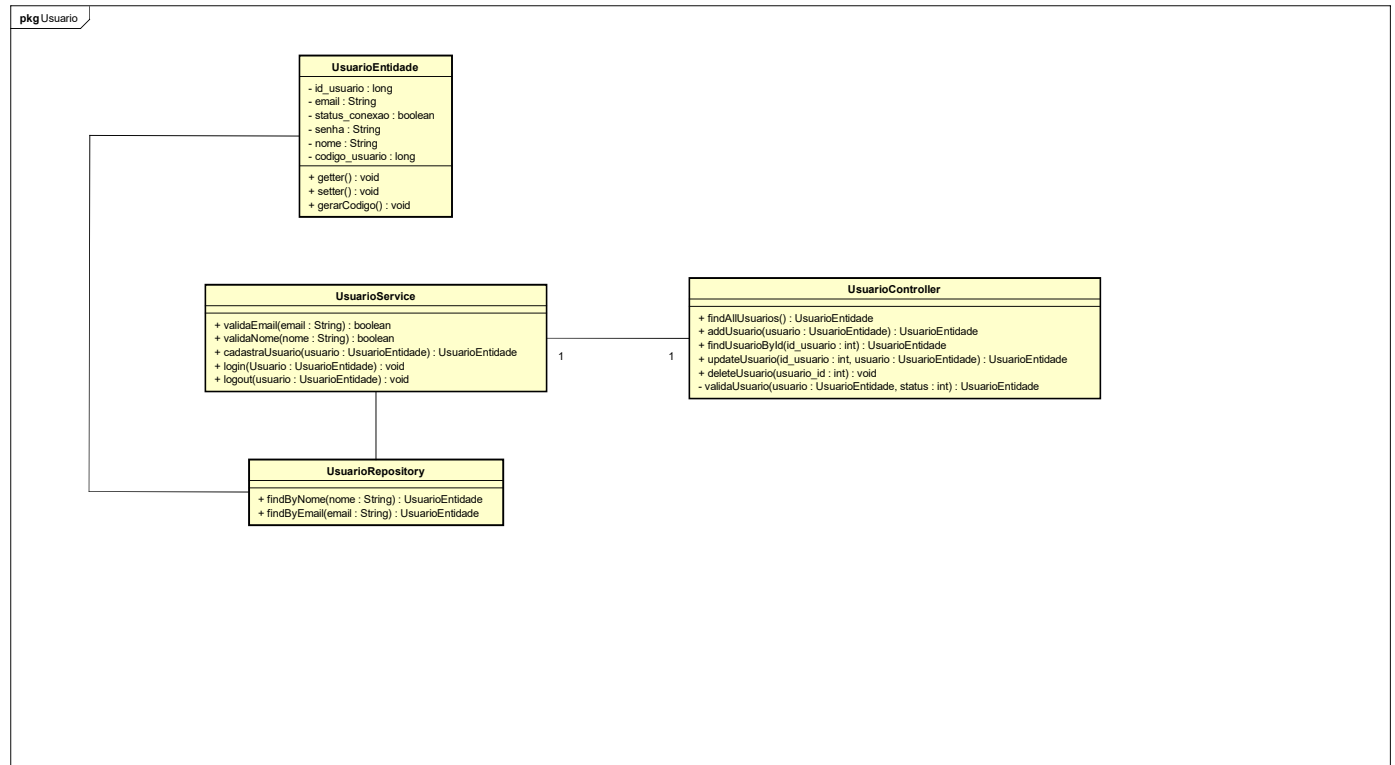 pkg Usuario
UsuarioEntidade
- id_usuario : long
- email : String
- status_conexao : boolean
- senha : String
- nome : String
- codigo_usuario : long
+ getter() : void
+ setter() : void
+ gerarCodigo() : void
UsuarioService
+ validaEmail(email : String) : boolean
+ validaNome(nome : String) : boolean
+ cadastraUsuario(usuario : UsuarioEntidade) : UsuarioEntidade
+ login(Usuario : UsuarioEntidade) : void
+ logout(usuario : UsuarioEntidade) : void
1
1
UsuarioController
+ findAllUsuarios() : UsuarioEntidade
+ addUsuario(usuario : UsuarioEntidade) : UsuarioEntidade
+ findUsuarioById(id_usuario : int) : UsuarioEntidade
+ updateUsuario(id_usuario : int, usuario : UsuarioEntidade) : UsuarioEntidade
+ deleteUsuario(usuario_id : int) : void
- validaUsuario(usuario : UsuarioEntidade, status : int) : UsuarioEntidade
UsuarioRepository
+ findByNome(nome : String) : UsuarioEntidade
+ findByEmail(email : String) : UsuarioEntidade